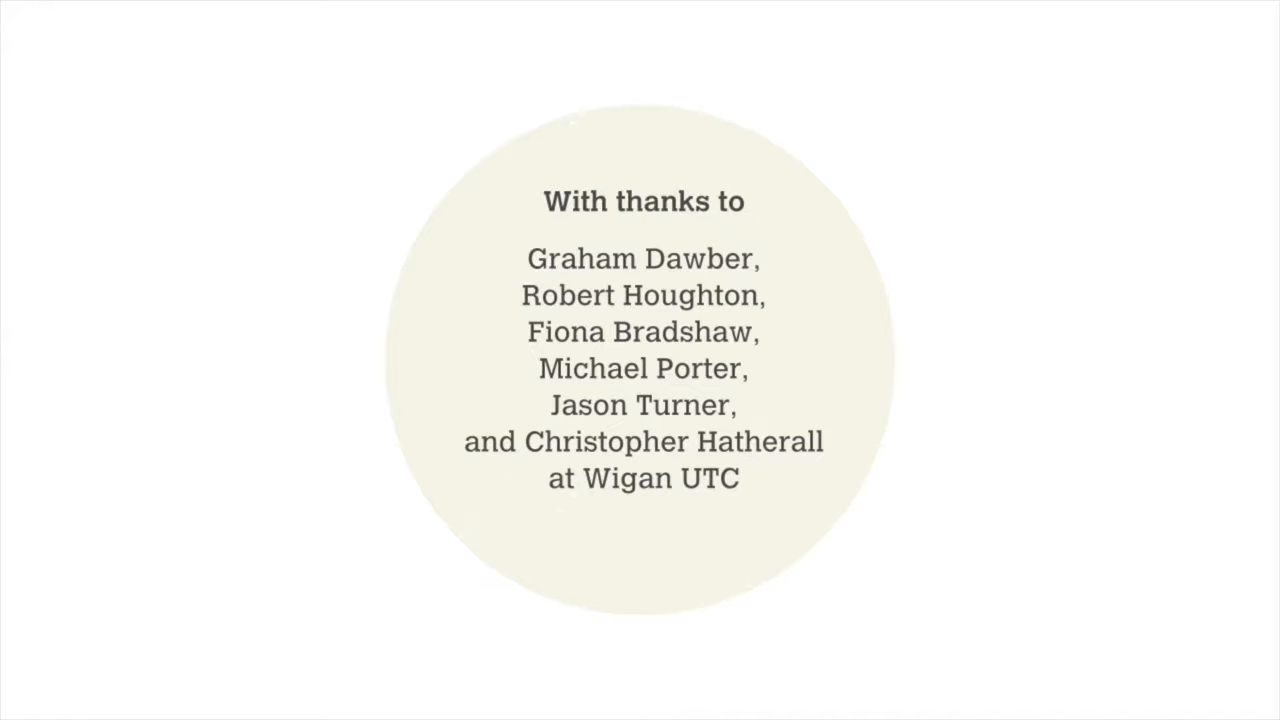 With thanks to
Graham Dawber,
Robert Houghton,
Fiona Bradshaw,
Michael Porter,
Jason Turner,
and Christopher Hatherall
at Wigan UTC